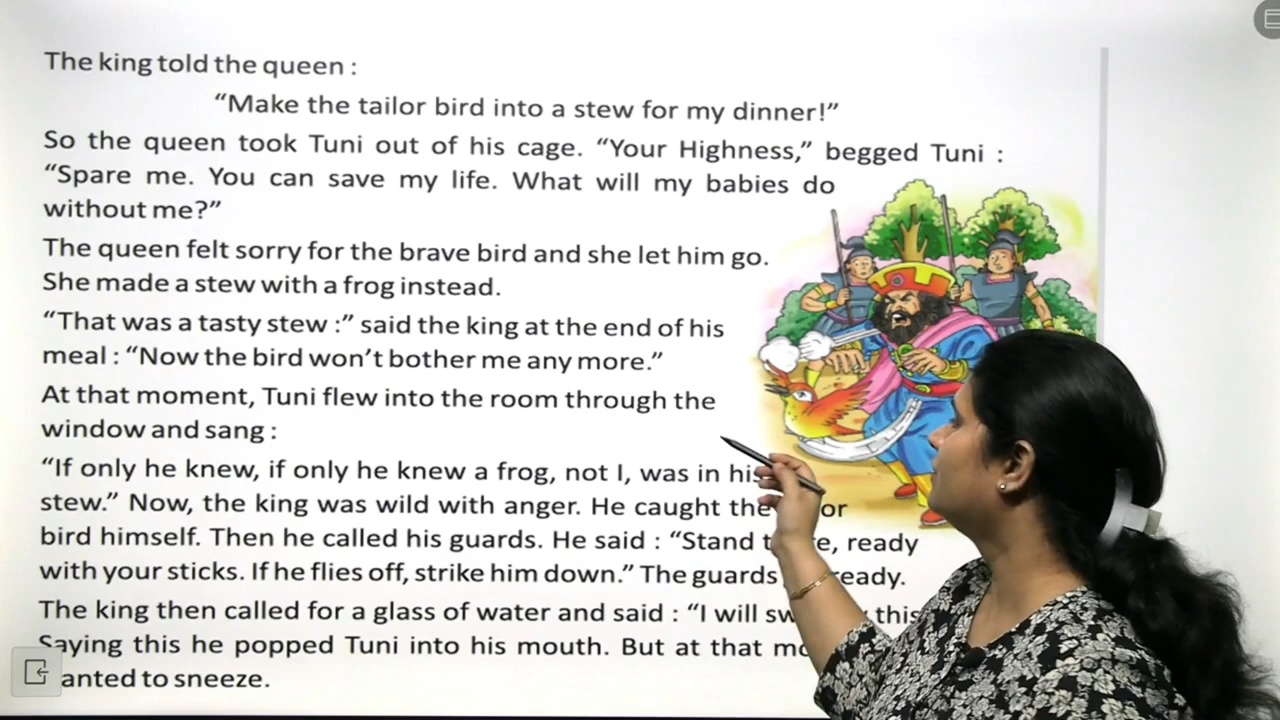 The king told the queen :
“Make the tailor bird into a stew for my dinner!”
So the queen took Tuni out of his cage. “Your Highness,” begged Tuni :
“Spare me. You can save my life. What will my babies do
without me?”
The queen felt sorry for the brave bird and she let him go.
She made a stew with a frog instead.
“That was a tasty stew :” said the king at the end of his
meal : “Now the bird won’t bother me any more.”
At that moment, Tuni flew into the room through the
window and sang :
“If only he knew, if only he knew a frog, not I, was in his
stew.” Now, the king was wild with anger. He caught the
bird himself. Then he called his guards. He said : “Stand ready
with your sticks. If he flies off, strike him down.” The guards ready.
The king then called for a glass of water and said : “I will this
Saying this he popped Tuni into his mouth. But at that
to sneeze.